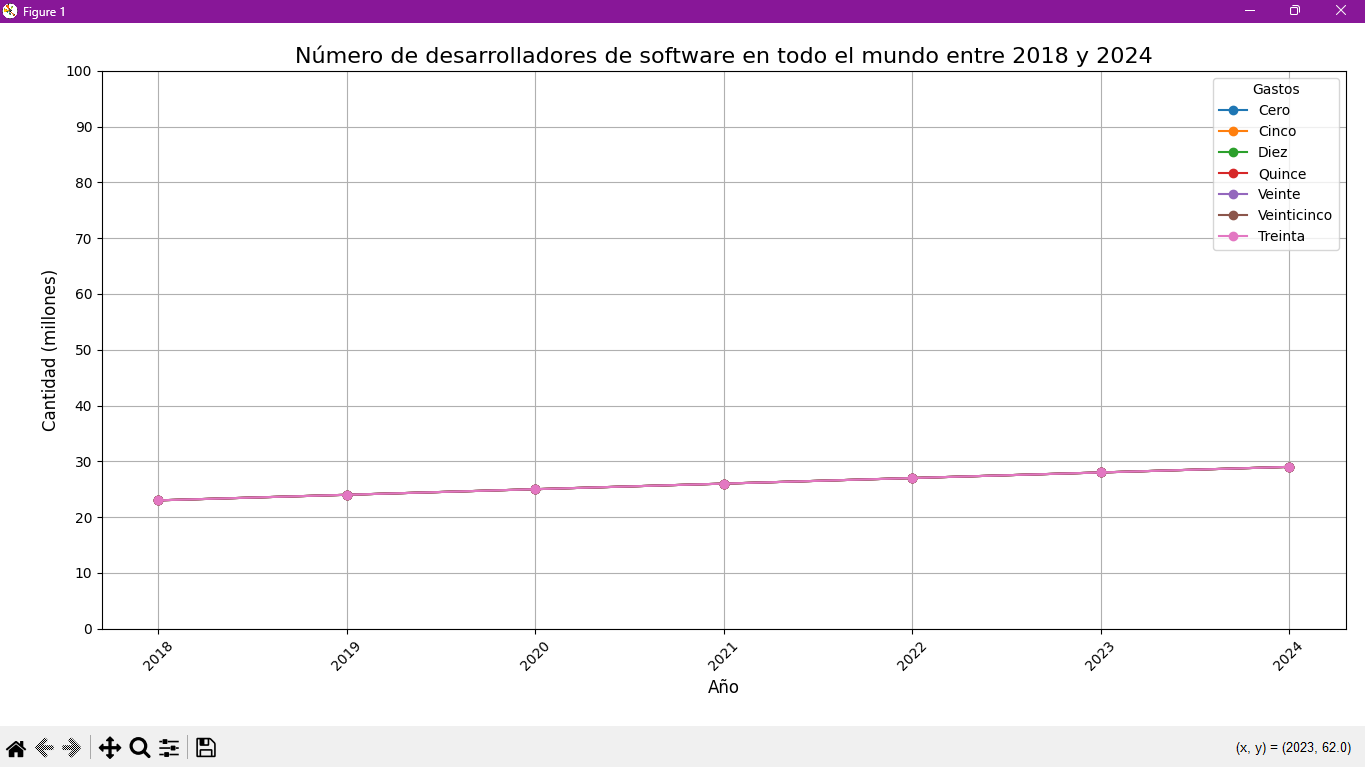 Figure 1
Número de desarrolladores de software en todo el mundo entre 2018 y 2024
Gastos
Cero
Cinco
Diez
Quince
Veinte
Veinticinco
Treinta
Cantidad (millones)
100
90
80
70
60
50
40
30
20
10
0
2018
2019
2020
2021
2022
2023
2024
Año
(x, y) = (2023, 62.0)